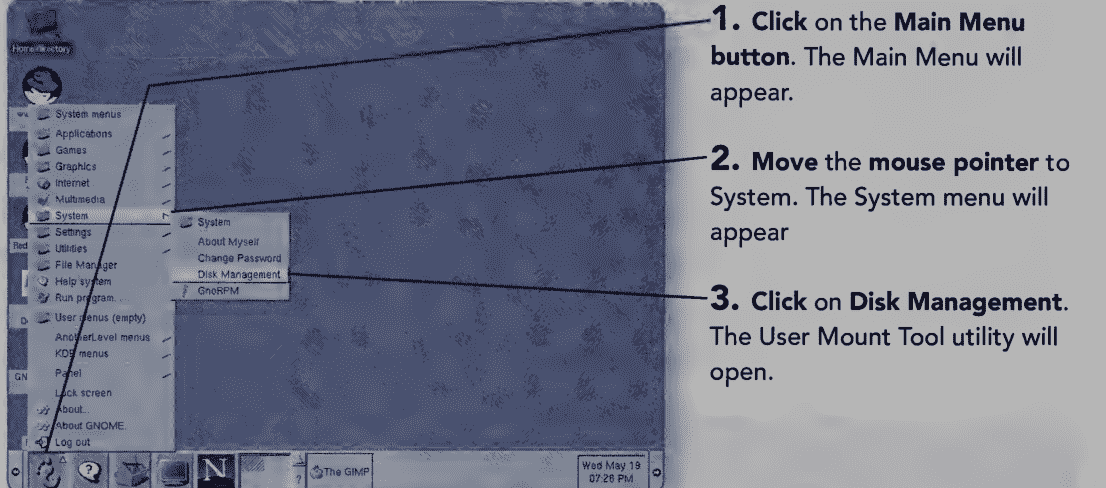 Home directory
System menus
Applications
Games
Graphics
Internet
Multimedia
System
Settings
Utilities
File Manager
Help system
Run program...
User menus (empty)
AnotherLevel menus
KDE menus
Panel
Lock screen
About...
About GNOME.
Log out
System
About Myself
Change Password
Disk Management
GnoRPM
Red
GN
N
?
The GIMP
Wed May 19
07:26 PM
1. Click on the Main Menu
button. The Main Menu will
appear.
2. Move the mouse pointer to
System. The System menu will
appear
3. Click on Disk Management.
The User Mount Tool utility will
open.